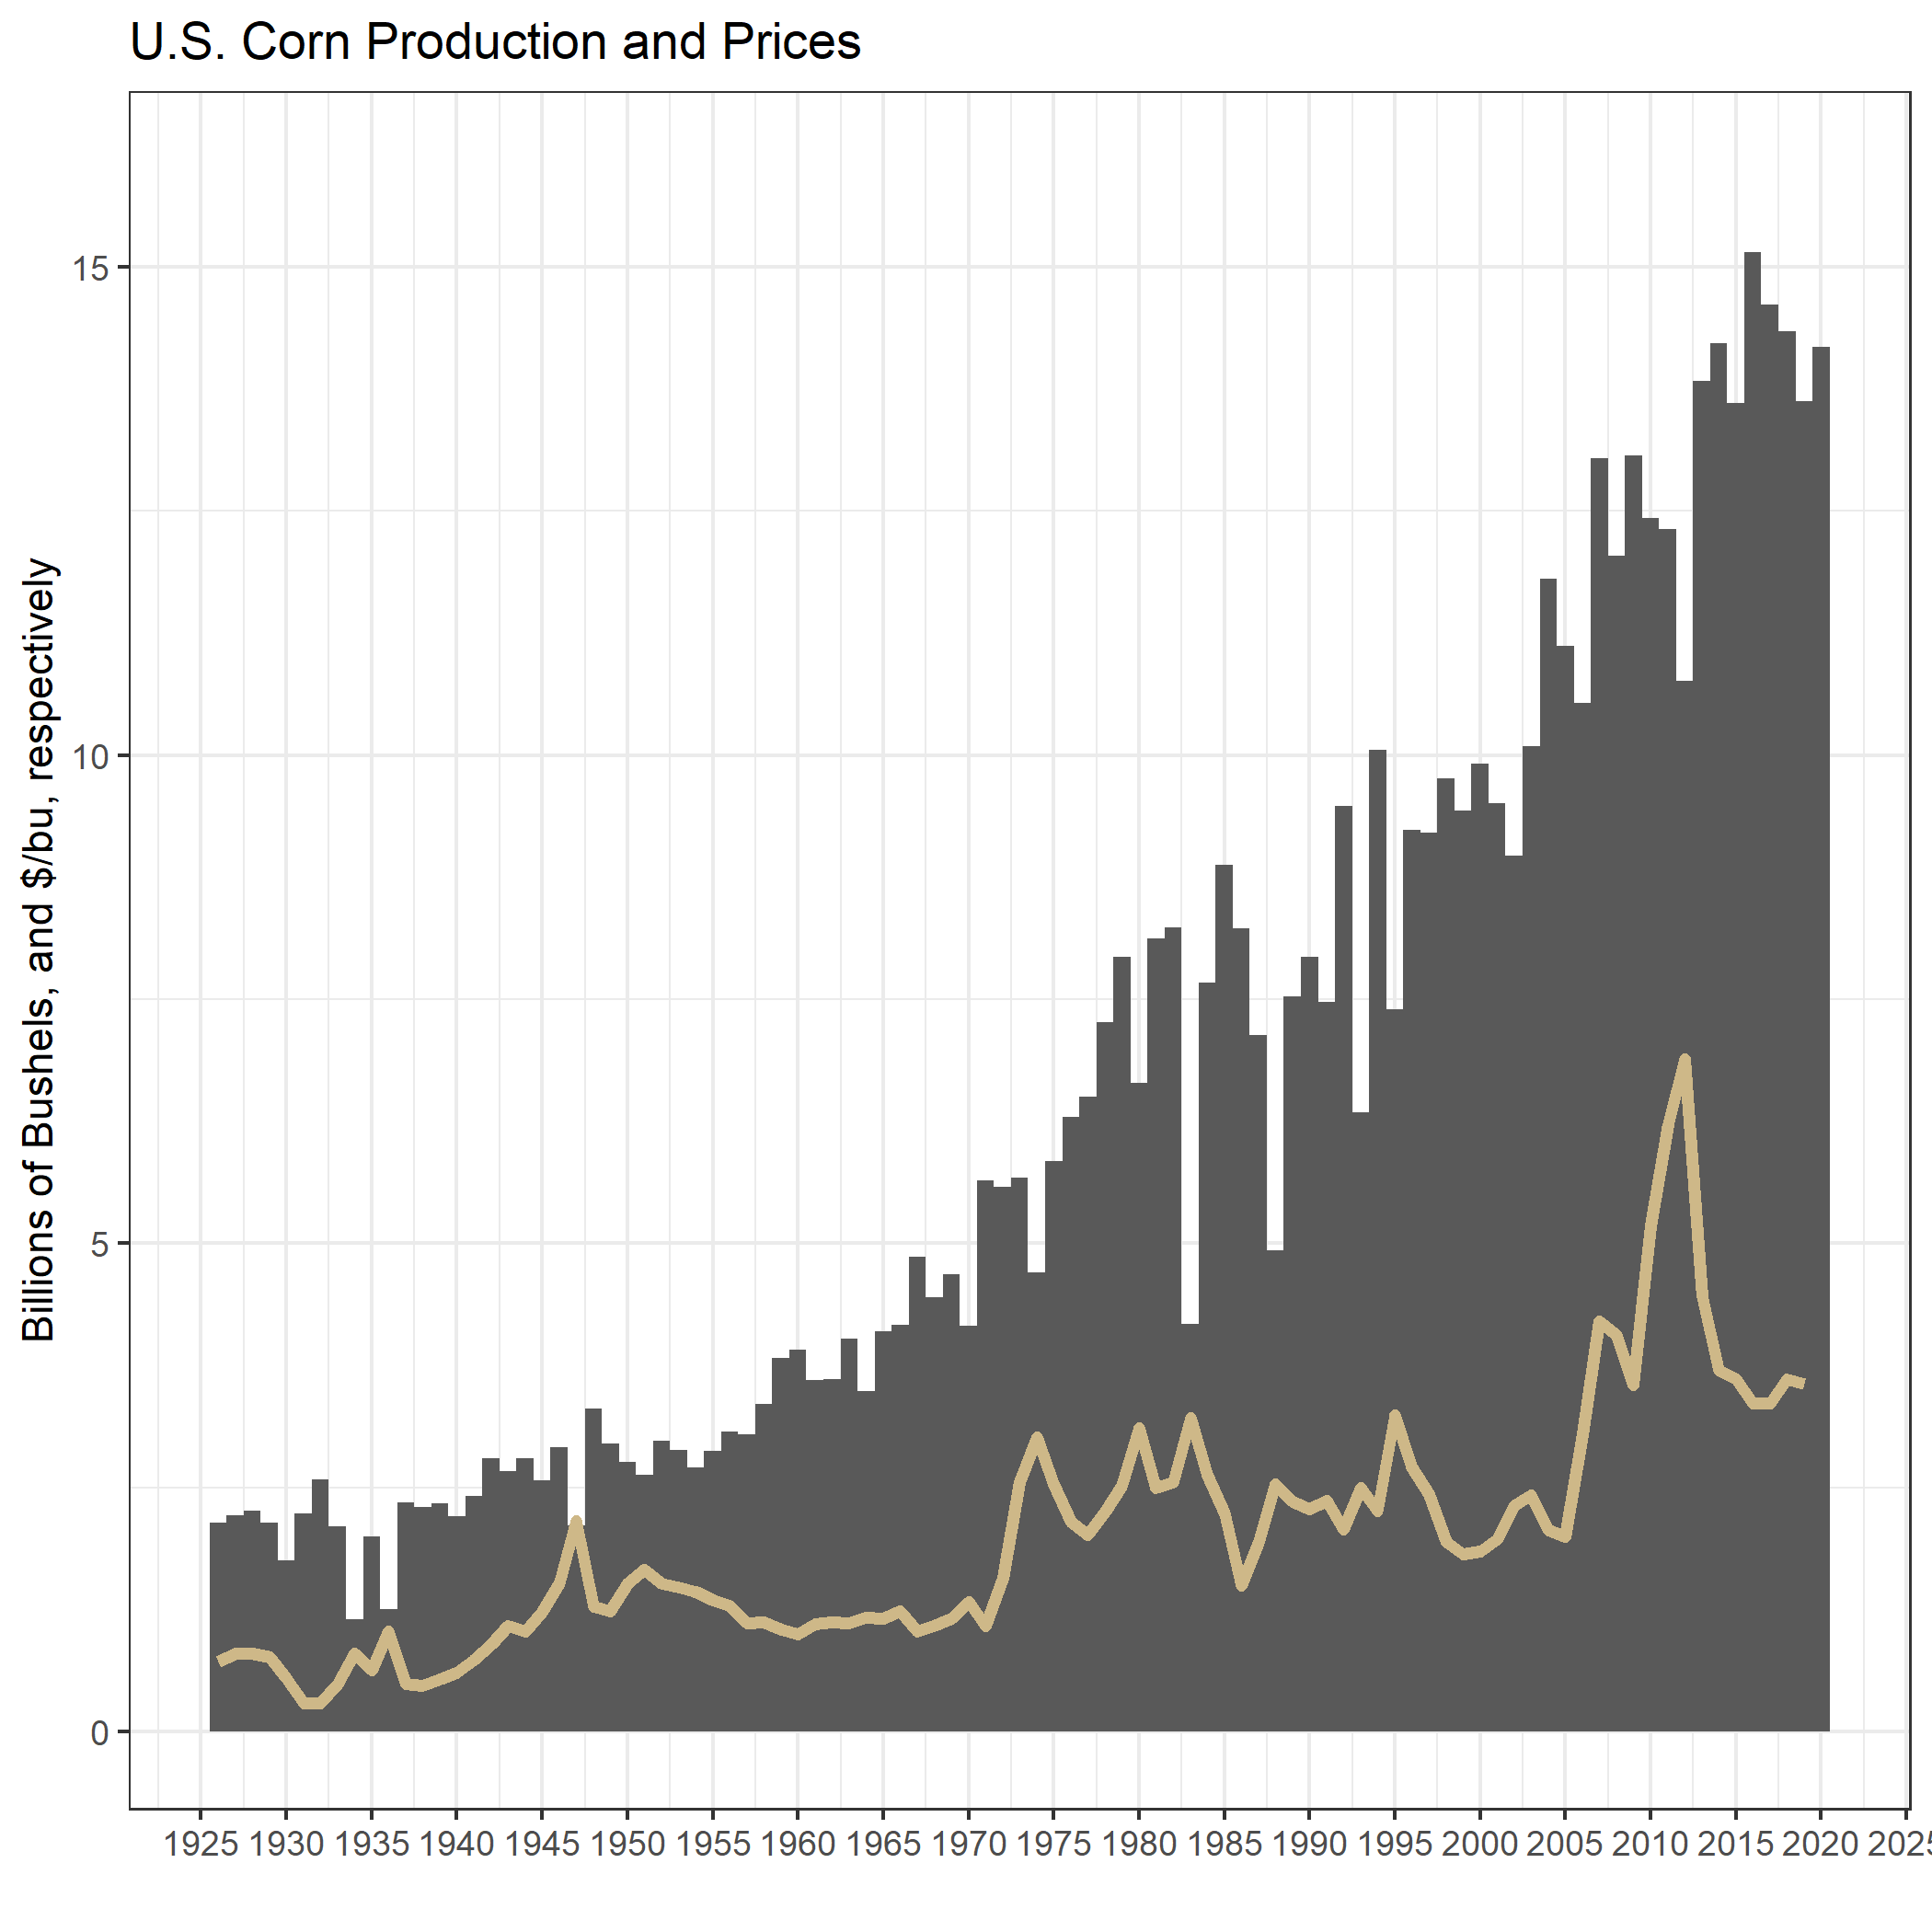 U.S. Corn Production and Prices
Billions of Bushels, and $/bu, respectively
15
10
5
0
1925 1930 1935 1940 1945 1950 1955 1960 1965 1970 1975 1980 1985 1990 1995 2000 2005 2010 2015 2020 2025